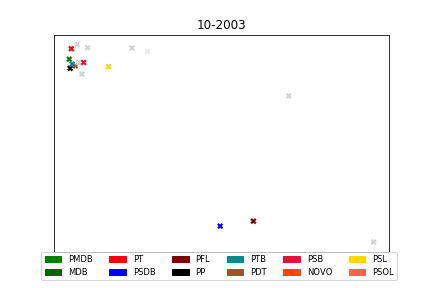 10-2003
PMDB PT PFL PTB PSB PSL
MDB PSDB PP PDT NOVO PSOL